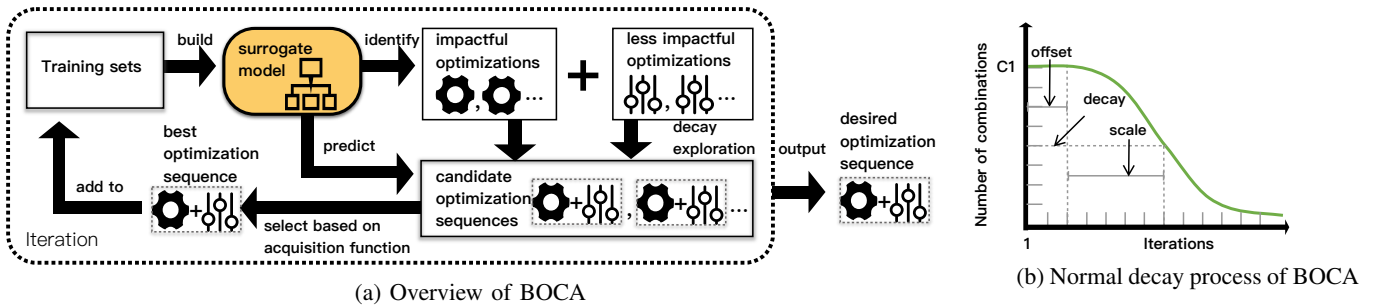 Training sets
build
surrogate
model
identify
impactful
optimizations
, ...
+
less impactful
optimizations
, ...
decay
exploration
predict
best
optimization
sequence
add to
+
candidate
optimization
sequences
+ , + ...
select based on
acquisition function
Iteration
output
desired
optimization
sequence
+
(a) Overview of BOCA
Number of combinations
C1
offset
decay
scale
1
Iterations
(b) Normal decay process of BOCA